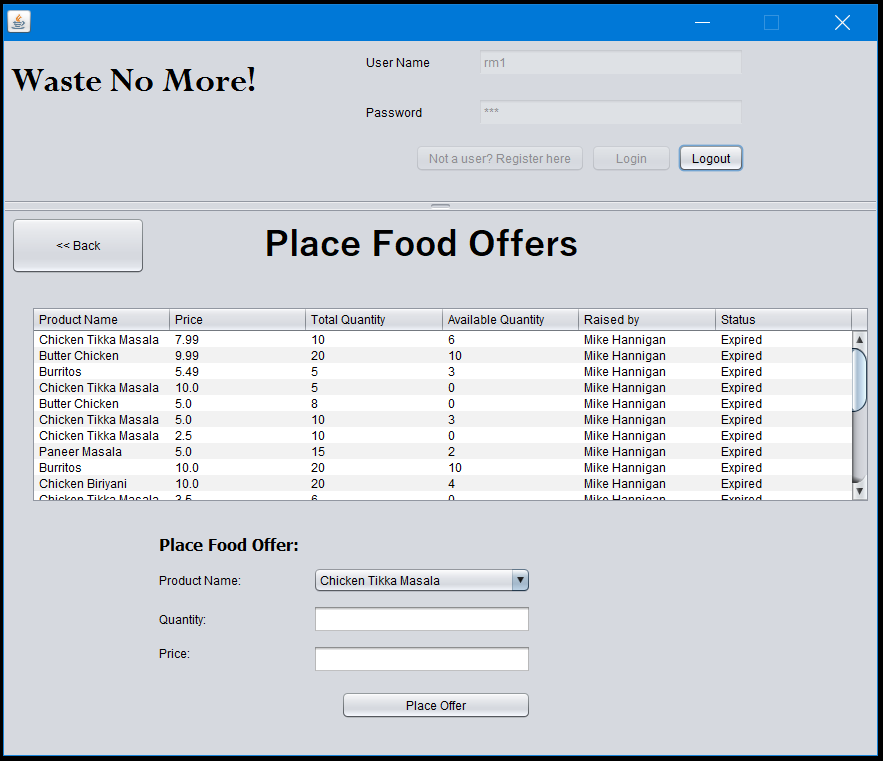 Waste No More!
User Name rm1
Password ***
Not a user? Register here Login Logout
<< Back
Place Food Offers
Product Name Price Total Quantity Available Quantity Raised by Status
Chicken Tikka Masala 7.99 10 6 Mike Hannigan Expired
Butter Chicken 9.99 20 10 Mike Hannigan Expired
Burritos 5.49 5 3 Mike Hannigan Expired
Chicken Tikka Masala 10.0 5 0 Mike Hannigan Expired
Butter Chicken 5.0 8 0 Mike Hannigan Expired
Chicken Tikka Masala 5.0 10 3 Mike Hannigan Expired
Chicken Tikka Masala 2.5 10 0 Mike Hannigan Expired
Paneer Masala 5.0 15 2 Mike Hannigan Expired
Burritos 10.0 20 10 Mike Hannigan Expired
Chicken Biriyani 10.0 20 4 Mike Hannigan Expired
Chicken Tikka Masala 3.5 6 0 Mike Hannigan Expired
Place Food Offer:
Product Name: Chicken Tikka Masala
Quantity:
Price:
Place Offer